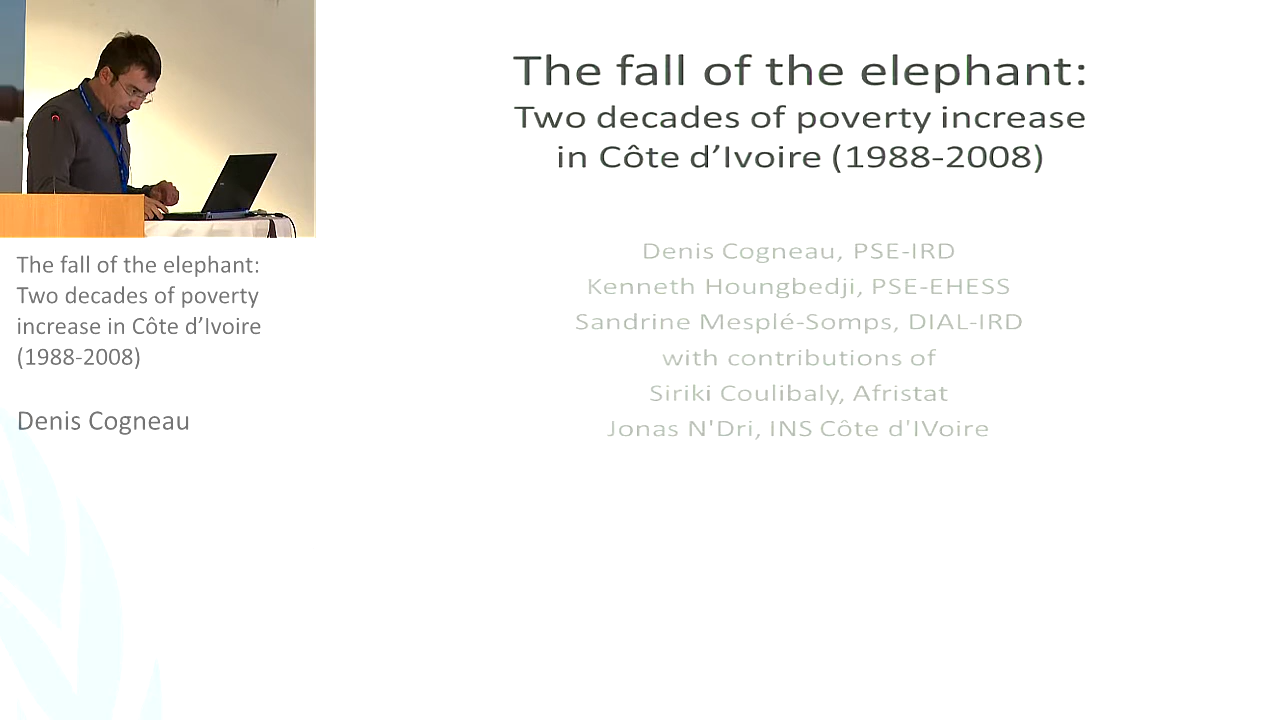 The fall of the elephant:
Two decades of poverty increase
in Côte d’Ivoire (1988-2008)
Denis Cogneau, PSE-IRD
Kenneth Houngbedji, PSE-EHESS
Sandrine Mesplé-Somps, DIAL-IRD
with contributions of
Siriki Coulibaly, Afristat
Jonas N'Dri, INS Côte d'IVoire
The fall of the elephant:
Two decades of poverty
increase in Côte d’Ivoire
(1988-2008)
Denis Cogneau